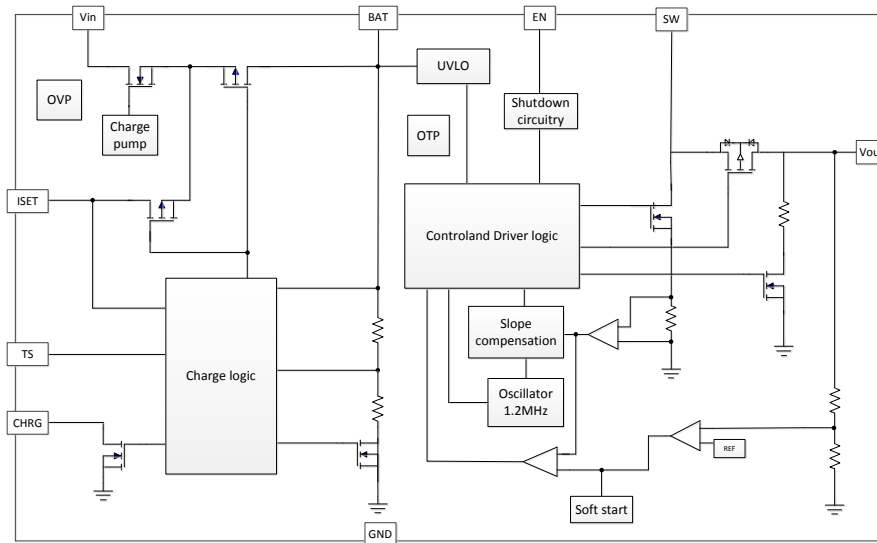 Vin
BAT
EN
SW
OVP
Charge
pump
UVLO
OTP
Shutdown
circuitry
Vou
ISET
Controland Driver logic
TS
CHRG
Charge logic
Slope
compensation
Oscillator
1.2MHz
REF
Soft start
GND